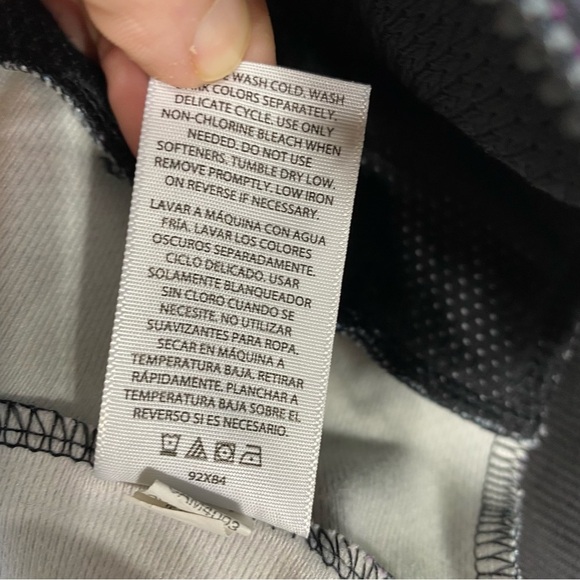 WASH COLD. WASH
COLORS SEPARATELY.
DELICATE CYCLE. USE ONLY
NON-CHLORINE BLEACH WHEN
NEEDED. DO NOT USE
SOFTENERS. TUMBLE DRY LOW.
REMOVE PROMPTLY. LOW IRON
ON REVERSE IF NECESSARY.
LAVAR A MÁQUINA CON AGUA
FRÍA. LAVAR LOS COLORES
OSCUROS SEPARADAMENTE.
CICLO DELICADO. USAR
SOLAMENTE BLANQUEADOR
SIN CLORO CUANDO SE
NECESITE. NO UTILIZAR
SUAVIZANTES PARA ROPA.
SECAR EN MÁQUINA A
TEMPERATURA BAJA. RETIRAR
RÁPIDAMENTE. PLANCHAR A
TEMPERATURA BAJA SOBRE EL
REVERSO SI ES NECESARIO.
92X84